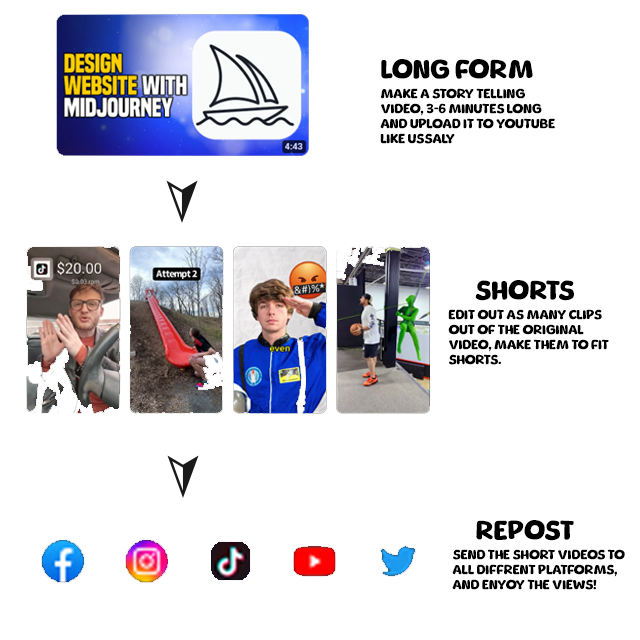 DESIGN
WEBSITE WITH
MIDJOURNEY
4:43
LONG FORM
MAKE A STORY TELLING
VIDEO, 3-6 MINUTES LONG
AND UPLOAD IT TO YOUTUBE
LIKE USSALY
$20.00
Attempt 2
&#)%*
even
SHORTS
EDIT OUT AS MANY CLIPS
OUT OF THE ORIGINAL
VIDEO, MAKE THEM TO FIT
SHORTS.
REPOST
SEND THE SHORT VIDEOS TO
ALL DIFFRENT PLATFORMS,
AND ENYOY THE VIEWS!